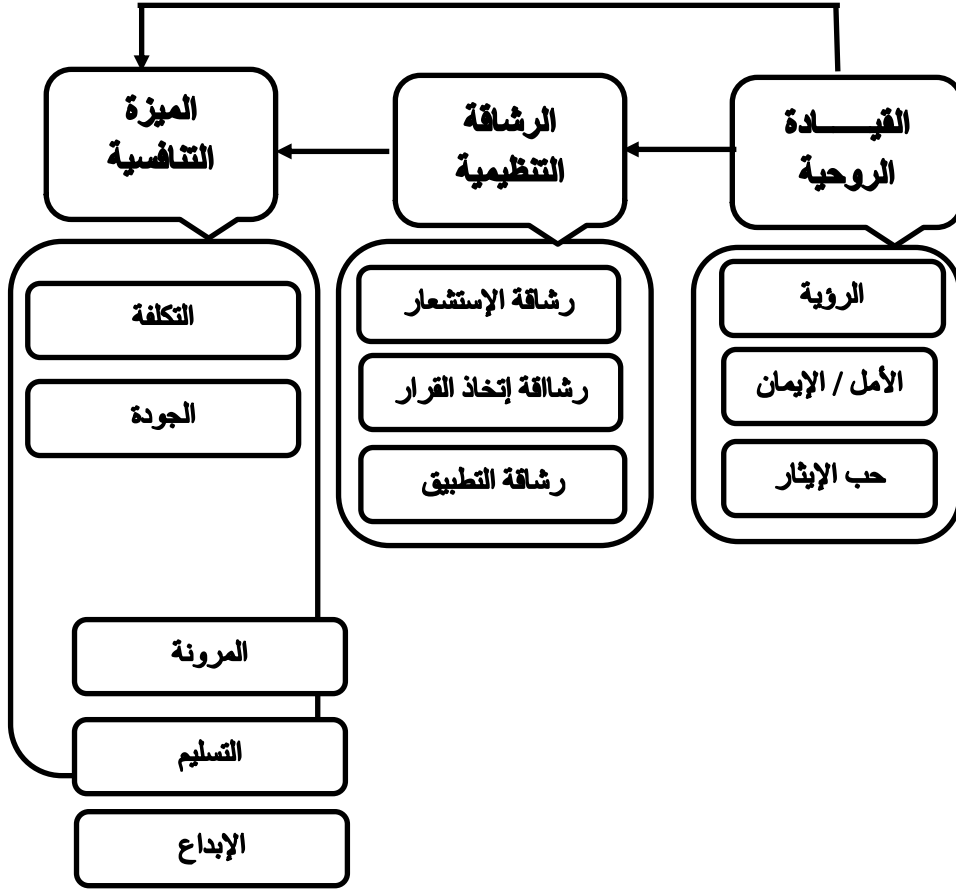 القيـــــادة
الروحية
الرشاقة
التنظيمية
الميزة
التنافسية
الرؤية
الأمل / الإيمان
حب الإيثار
رشاقة الإستشعار
رشااقة إتخاذ القرار
رشاقة التطبيق
التكلفة
الجودة
المرونة
التسليم
الإبداع